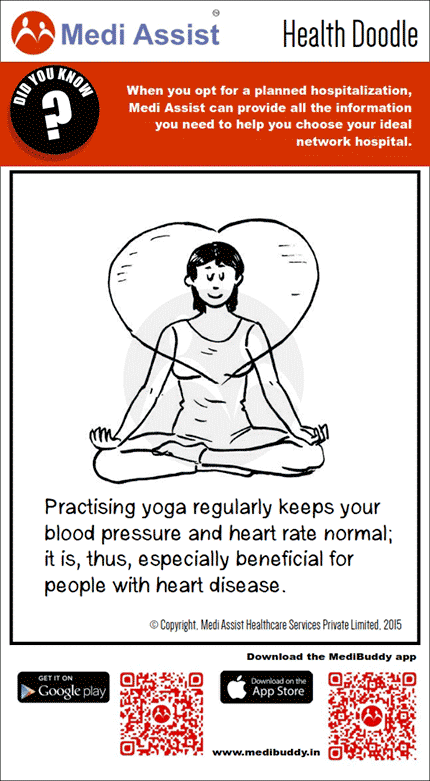 Medi Assist
Health Doodle
DID YOU KNOW
?
When you opt for a planned hospitalization,
Medi Assist can provide all the information
you need to help you choose your ideal
network hospital.
Practising yoga regularly keeps your
blood pressure and heart rate normal;
it is, thus, especially beneficial for
people with heart disease.
© Copyright, Medi Assist Healthcare Services Private Limited, 2015
Download the MediBuddy app
GET IT ON
Google play
Download on the
App Store
www.medibuddy.in